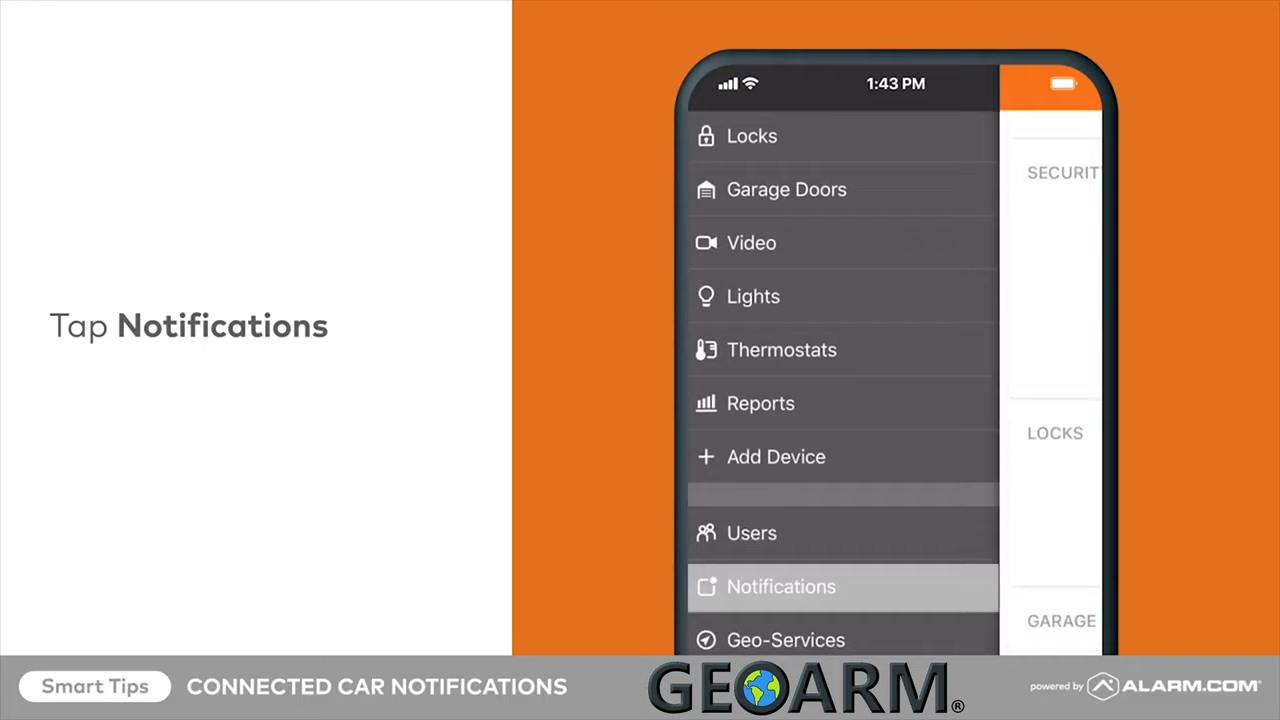 Tap Notifications
1:43 PM
Locks
Garage Doors
Video
Lights
Thermostats
Reports
Add Device
Users
Notifications
Geo-Services
SECURIT
LOCKS
GARAGE
Smart Tips
CONNECTED CAR NOTIFICATIONS
GEOARM®
powered by ALARM.COM®